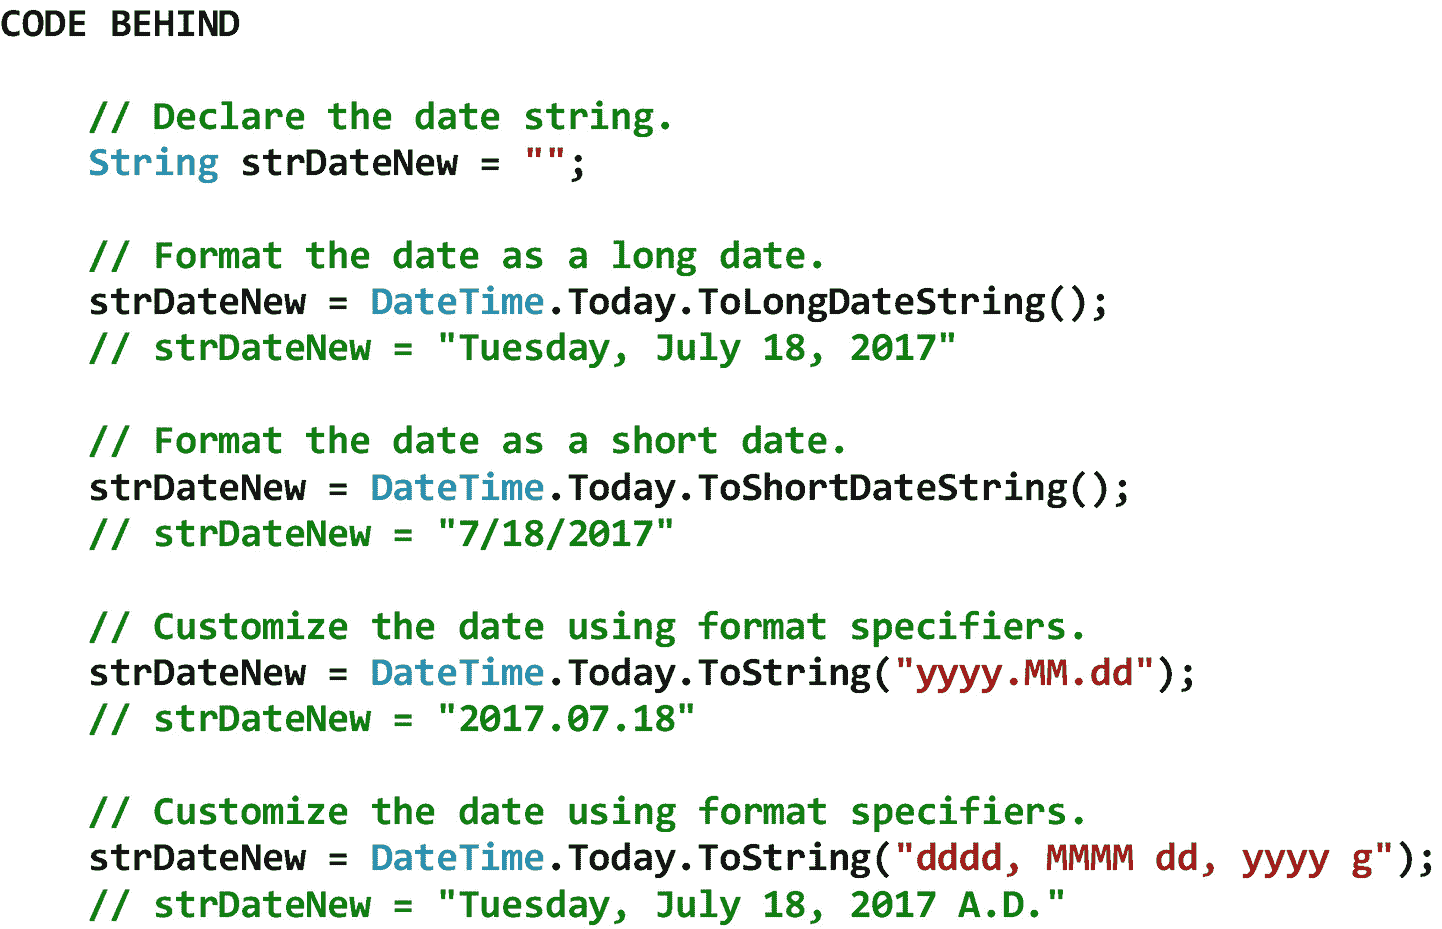 CODE BEHIND
// Declare the date string.
String strDateNew = "";
// Format the date as a long date.
strDateNew = DateTime.Today.ToLongDateString();
// strDateNew = "Tuesday, July 18, 2017"
// Format the date as a short date.
strDateNew = DateTime.Today.ToShortDateString();
// strDateNew = "7/18/2017"
// Customize the date using format specifiers.
strDateNew = DateTime.Today.ToString("yyyy.MM.dd");
// strDateNew = "2017.07.18"
// Customize the date using format specifiers.
strDateNew = DateTime.Today.ToString("dddd, MMMM dd, yyyy g");
// strDateNew = "Tuesday, July 18, 2017 A.D."